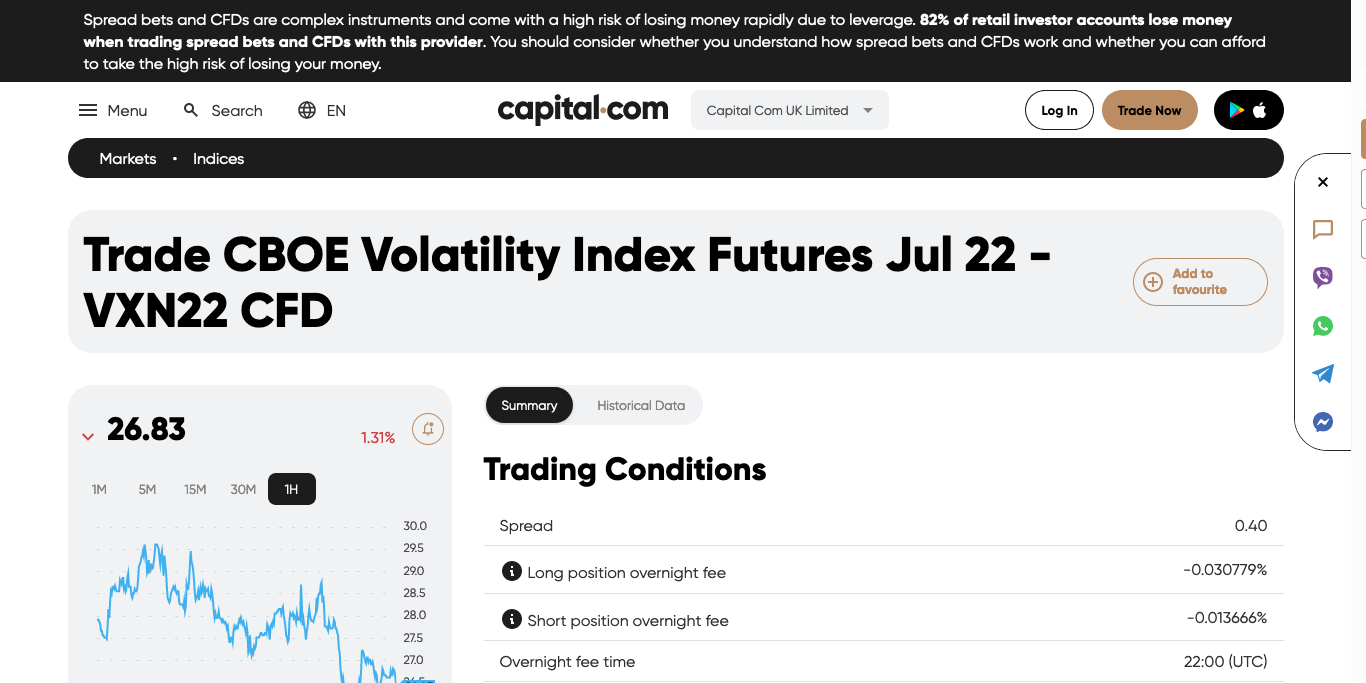 Spread bets and CFDs are complex instruments and come with a high risk of losing money rapidly due to leverage. 82% of retail investor accounts lose money
when trading spread bets and CFDs with this provider. You should consider whether you understand how spread bets and CFDs work and whether you can afford
to take the high risk of losing your money.
Menu
Search
EN
capital.com
Capital Com UK Limited
Log In
Trade Now
Markets • Indices
Trade CBOE Volatility Index Futures Jul 22 -
VXN22 CFD
Add to
favourite
26.83
1.31%
1M 5M 15M 30M 1H
30.0
29.5
29.0
28.5
28.0
27.5
27.0
Summary
Historical Data
Trading Conditions
Spread 0.40
Long position overnight fee -0.030779%
Short position overnight fee -0.013666%
Overnight fee time 22:00 (UTC)